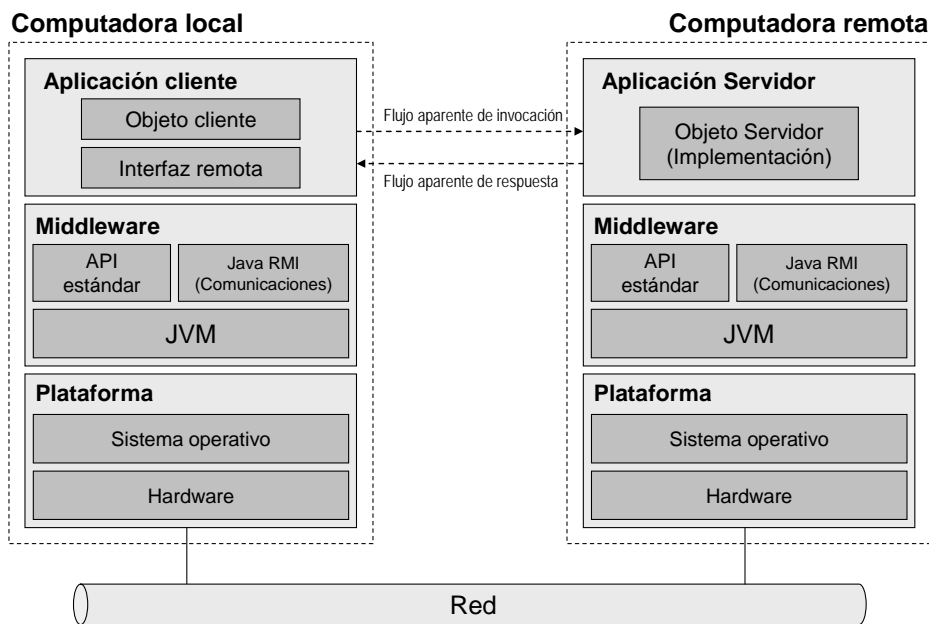 Computadora local
Computadora remota
Aplicación cliente
Objeto cliente
Interfaz remota
Flujo aparente de invocación
Flujo aparente de respuesta
Aplicación Servidor
Objeto Servidor
(Implementación)
Middleware
API
estándar
Java RMI
(Comunicaciones)
JVM
Middleware
API
estándar
Java RMI
(Comunicaciones)
JVM
Plataforma
Sistema operativo
Hardware
Plataforma
Sistema operativo
Hardware
Red